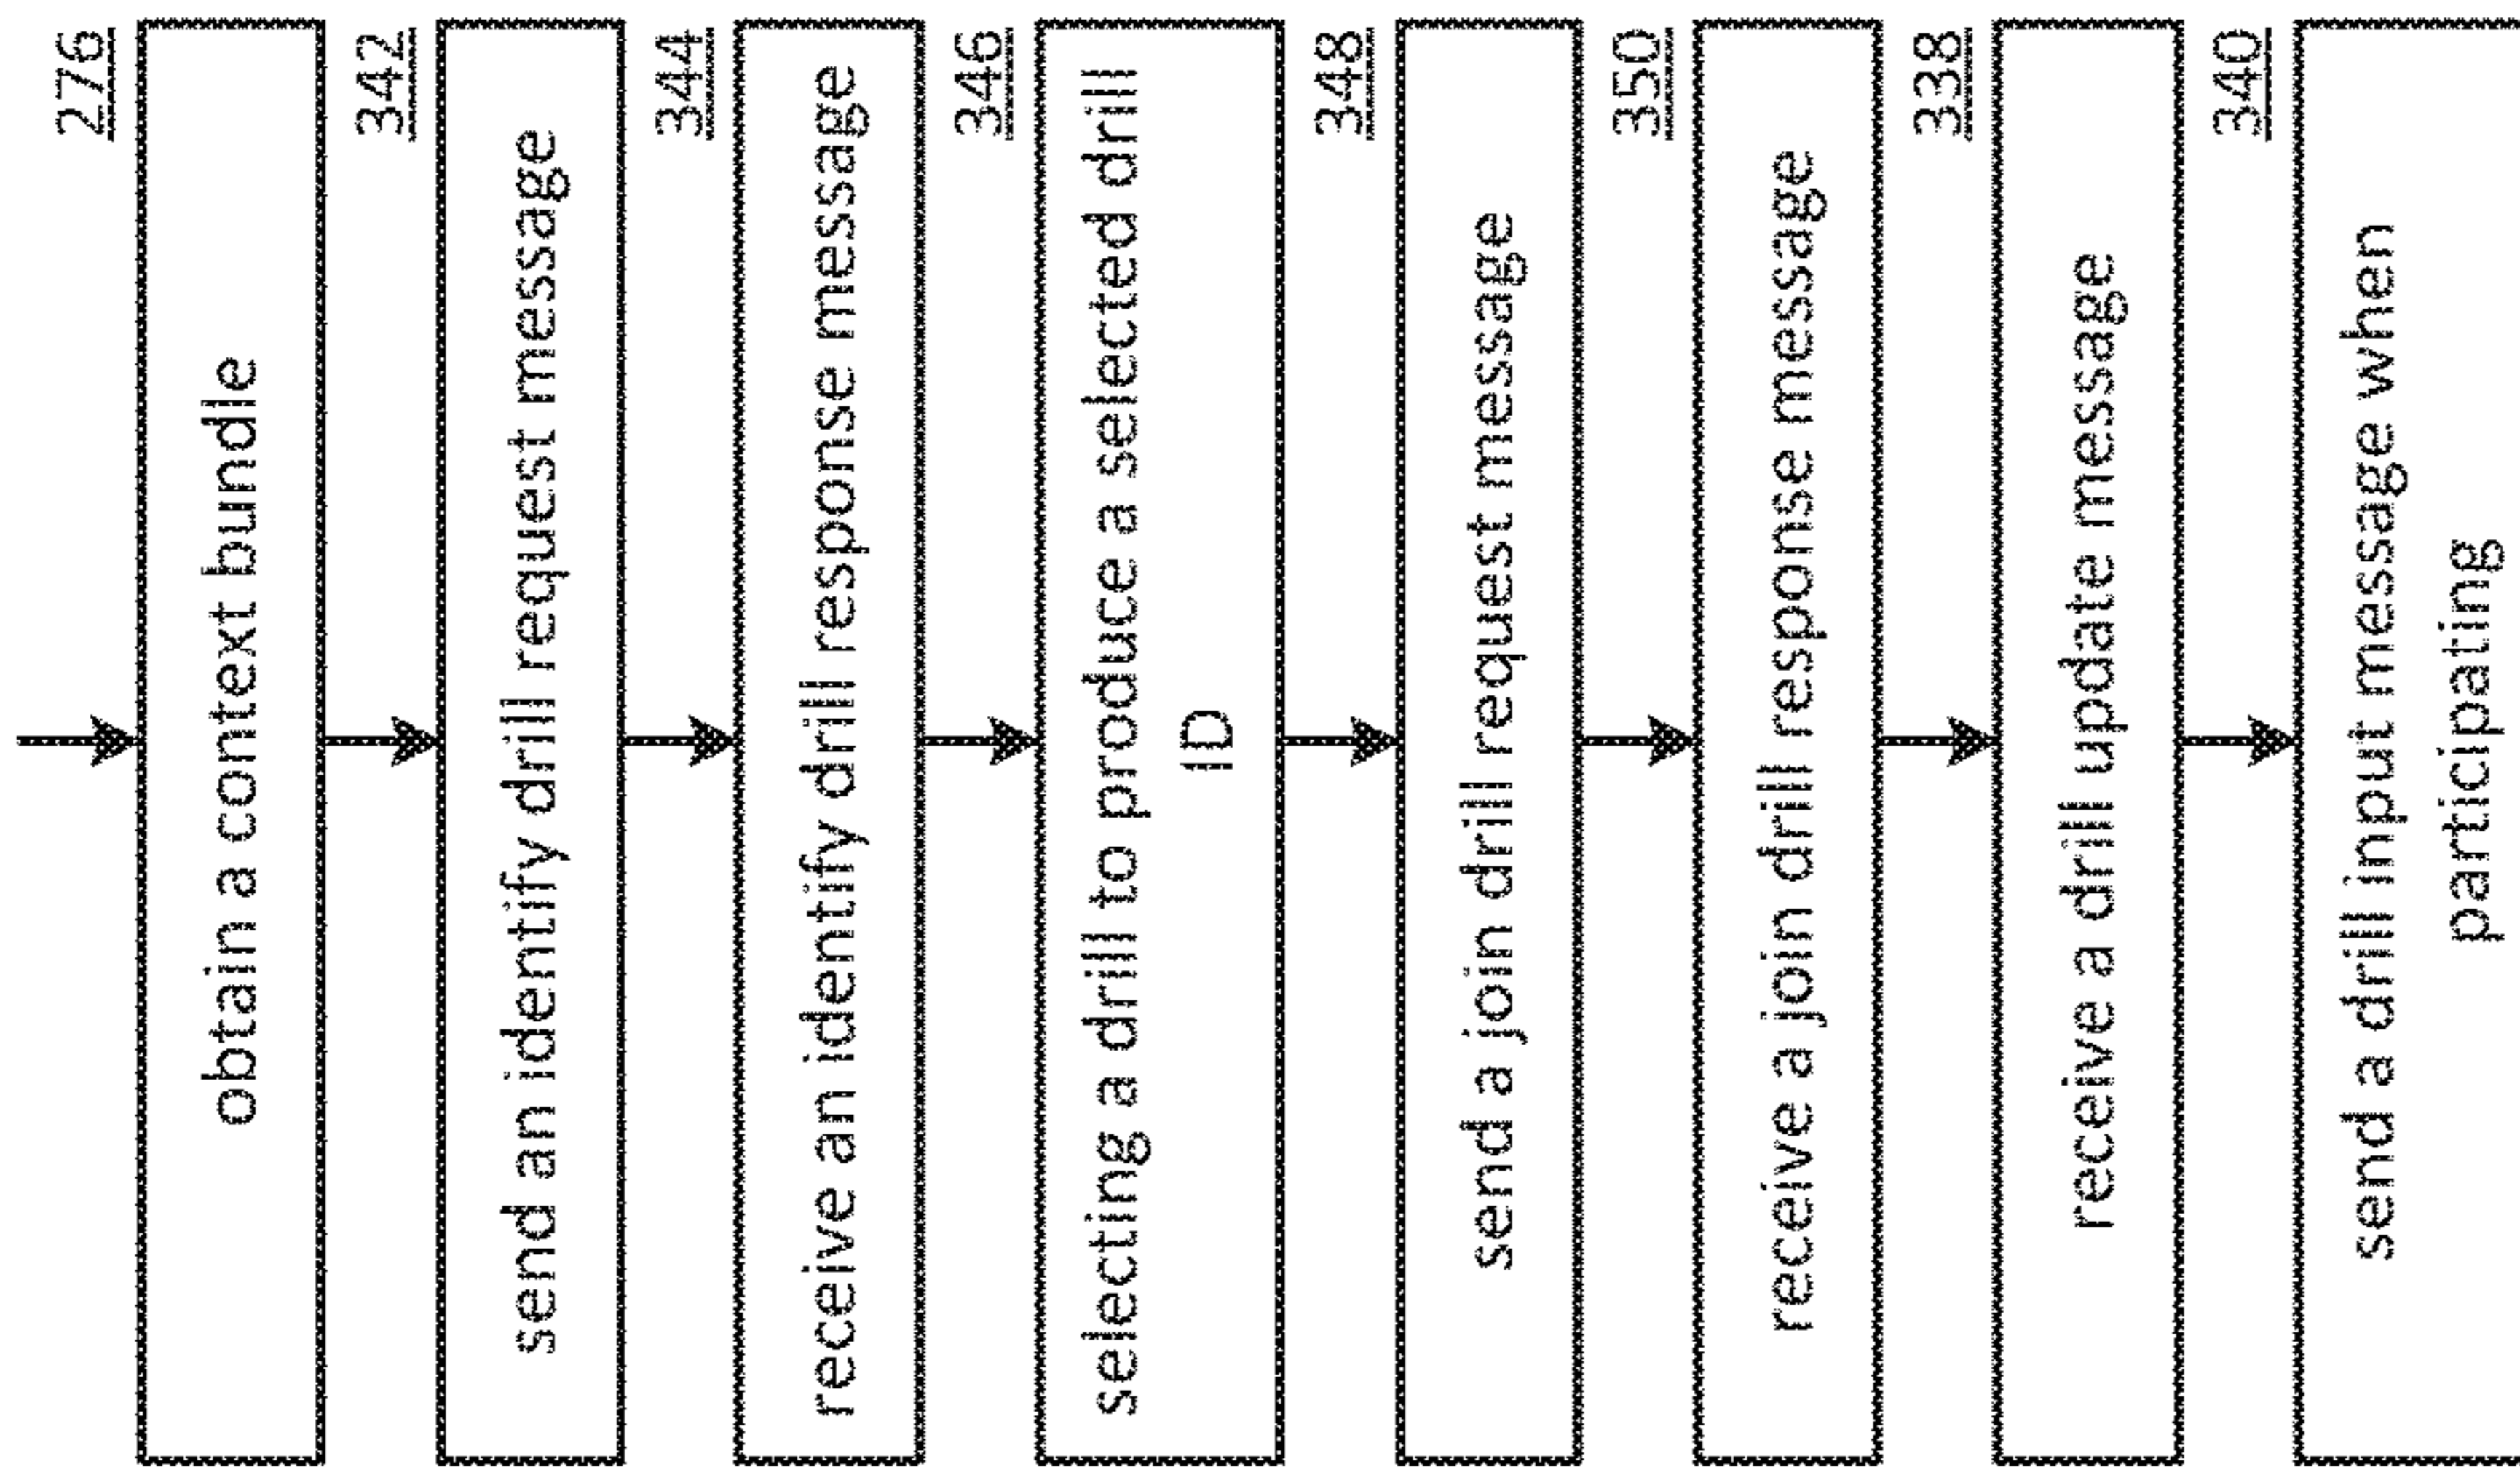 276
obtain a context bundle
342
send an identify drill request message
344
receive an identify drill response message
346
selecting a drill to produce a selected drill
ID
348
send a join drill request message
350
receive a join drill response message
338
receive a drill update message
340
send a drill input message when
participating